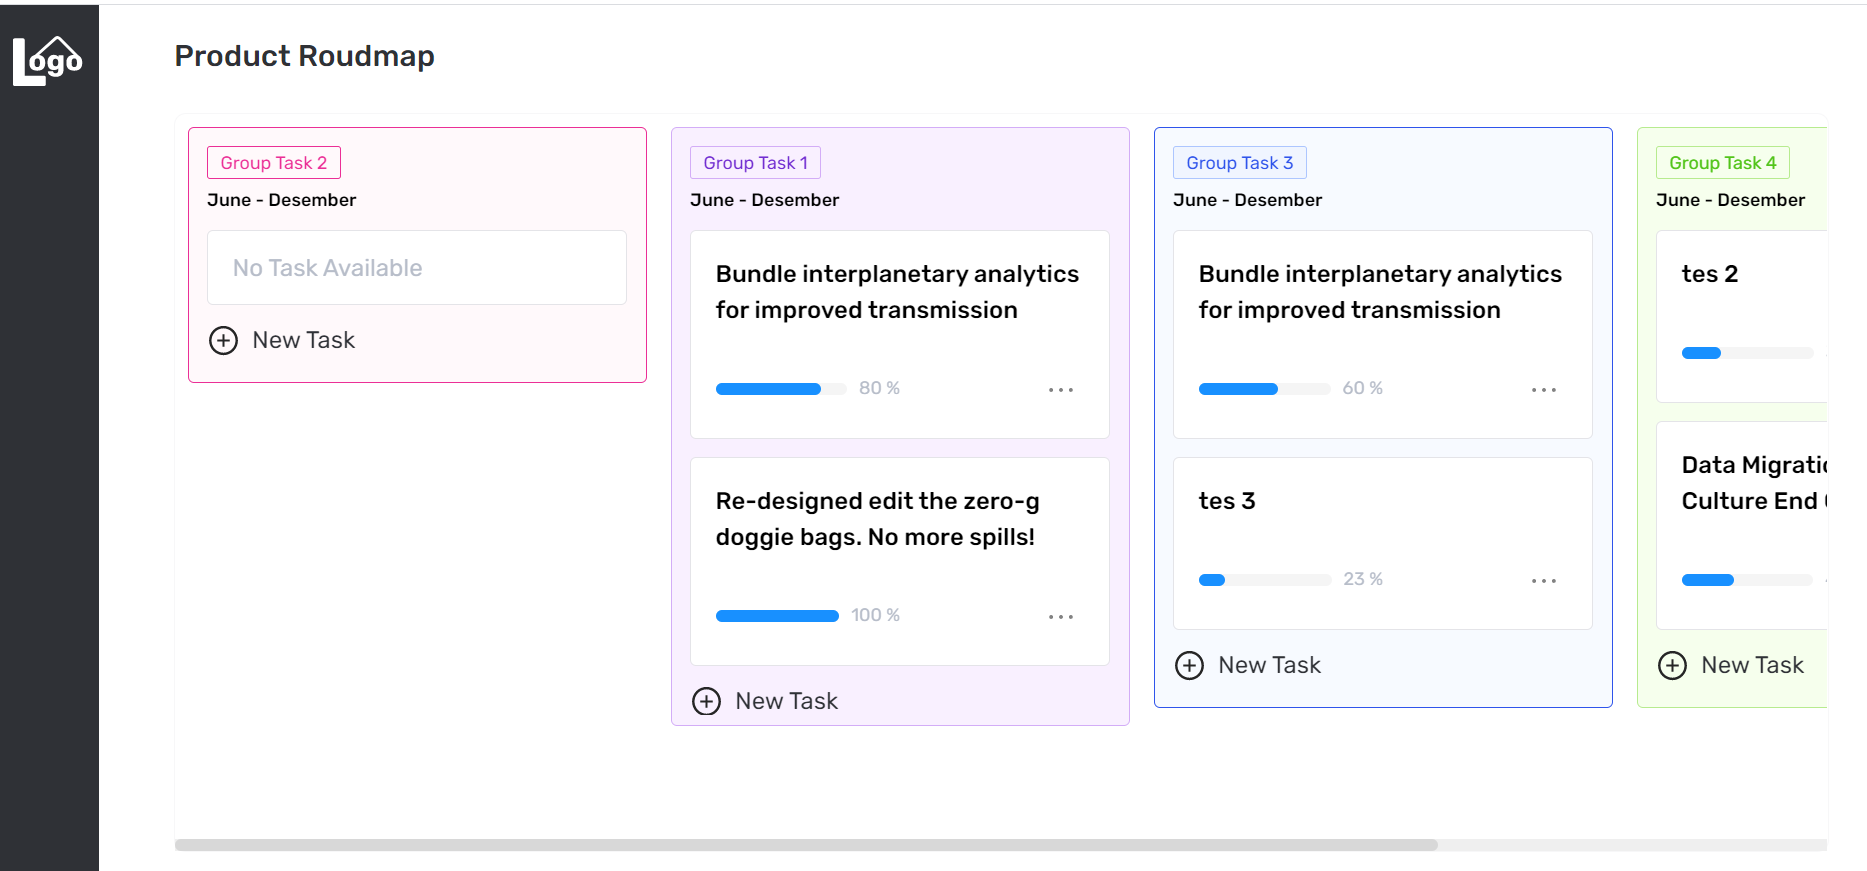 Logo
Product Roudmap
Group Task 2
June - Desember
No Task Available
New Task
Group Task 1
June - Desember
Bundle interplanetary analytics
for improved transmission
80 %
Re-designed edit the zero-g
doggie bags. No more spills!
100 %
New Task
Group Task 3
June - Desember
Bundle interplanetary analytics
for improved transmission
60 %
tes 3
23 %
New Task
Group Task 4
June - Desember
tes 2
Data
Culture End
New Task